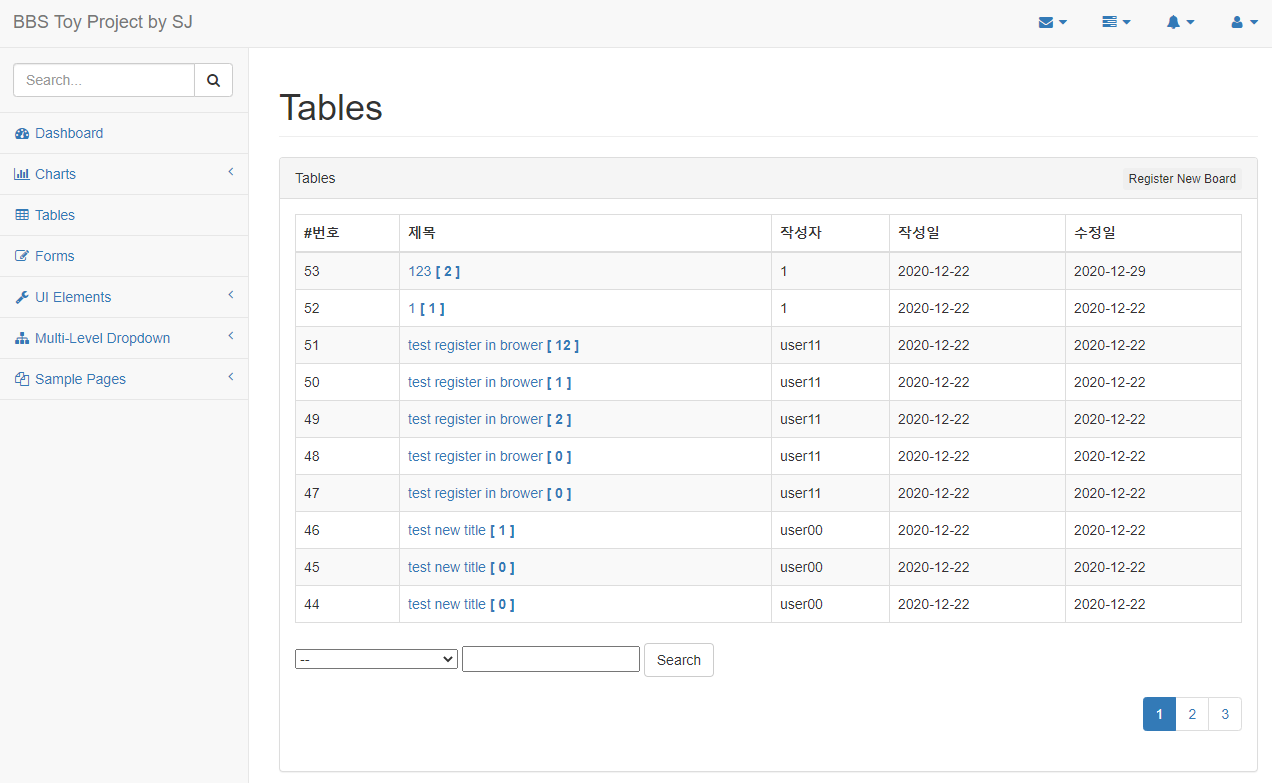 BBS Toy Project by SJ
Search...
Dashboard
Charts
Tables
Forms
UI Elements
Multi-Level Dropdown
Sample Pages
Tables
Tables Register New Board
#번호 제목 작성자 작성일 수정일
53 123 [ 2 ] 1 2020-12-22 2020-12-29
52 1 [ 1 ] 1 2020-12-22 2020-12-22
51 test register in brower [ 12 ] user11 2020-12-22 2020-12-22
50 test register in brower [ 1 ] user11 2020-12-22 2020-12-22
49 test register in brower [ 2 ] user11 2020-12-22 2020-12-22
48 test register in brower [ 0 ] user11 2020-12-22 2020-12-22
47 test register in brower [ 0 ] user11 2020-12-22 2020-12-22
46 test new title [ 1 ] user00 2020-12-22 2020-12-22
45 test new title [ 0 ] user00 2020-12-22 2020-12-22
44 test new title [ 0 ] user00 2020-12-22 2020-12-22
-- Search
1 2 3